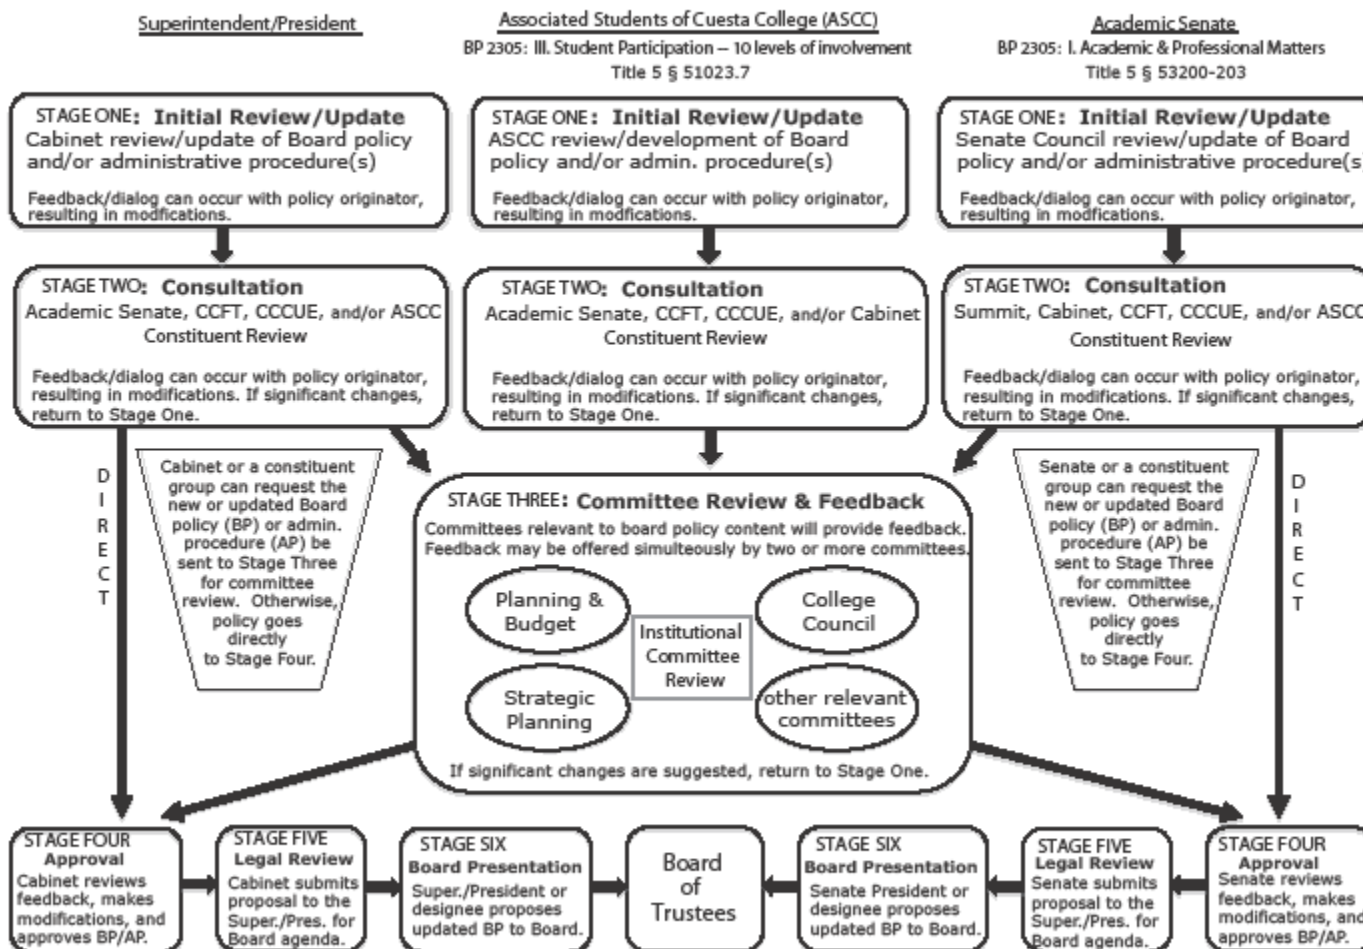 Superintendent/President
Associated Students of Cuesta College (ASCC)
BP 2305: III. Student Participation – 10 levels of involvement
Title 5 § 51023.7
Academic Senate
BP 2305: I. Academic & Professional Matters
Title 5 § 53200-203
STAGE ONE: Initial Review/Update
Cabinet review/update of Board policy
and/or administrative procedure(s)
Feedback/dialog can occur with policy originator,
resulting in modfications.
STAGE ONE: Initial Review/Update
ASCC review/development of Board
policy and/or admin. procedure(s)
Feedback/dialog can occur with policy originator,
resulting in modfications.
STAGE ONE: Initial Review/Update
Senate Council review/update of Board
policy and/or administrative procedure(s)
Feedback/dialog can occur with policy originator,
resulting in modfications.
STAGE TWO: Consultation
Academic Senate, CCFT, CCCUE, and/or ASCC
Constituent Review
Feedback/dialog can occur with policy originator,
resulting in modifications. If significant changes,
return to Stage One.
STAGE TWO: Consultation
Academic Senate, CCFT, CCCUE, and/or Cabinet
Constituent Review
Feedback/dialog can occur with policy originator,
resulting in modifications. If significant changes,
return to Stage One.
STAGE TWO: Consultation
Summit, Cabinet, CCFT, CCCUE, and/or ASCC
Constituent Review
Feedback/dialog can occur with policy originator,
resulting in modifications. If significant changes,
return to Stage One.
DIRECT
Cabinet or a constituent
group can request the
new or updated Board
policy (BP) or admin.
procedure (AP) be
sent to Stage Three
for committee
review. Otherwise,
policy goes
directly
to Stage Four.
STAGE THREE: Committee Review & Feedback
Committees relevant to board policy content will provide feedback.
Feedback may be offered simulteously by two or more committees.
Planning &
Budget
College
Council
Institutional
Committee
Review
Strategic
Planning
other relevant
committees
If significant changes are suggested, return to Stage One.
Senate or a constituent
group can request the
new or updated Board
policy (BP) or admin.
procedure (AP) be
sent to Stage Three
for committee
review. Otherwise,
policy goes
directly
to Stage Four.
DIRECT
STAGE FOUR
Approval
Cabinet reviews
feedback, makes
modifications, and
approves BP/AP.
STAGE FIVE
Legal Review
Cabinet submits
proposal to the
Super./Pres. for
Board agenda.
STAGE SIX
Board Presentation
Super./President or
designee proposes
updated BP to Board.
Board
of
Trustees
STAGE SIX
Board Presentation
Senate President or
designee proposes
updated BP to Board.
STAGE FIVE
Legal Review
Senate submits
proposal to the
Super./Pres. for
Board agenda.
STAGE FOUR
Approval
Senate reviews
feedback, makes
modifications, and
approves BP/AP.